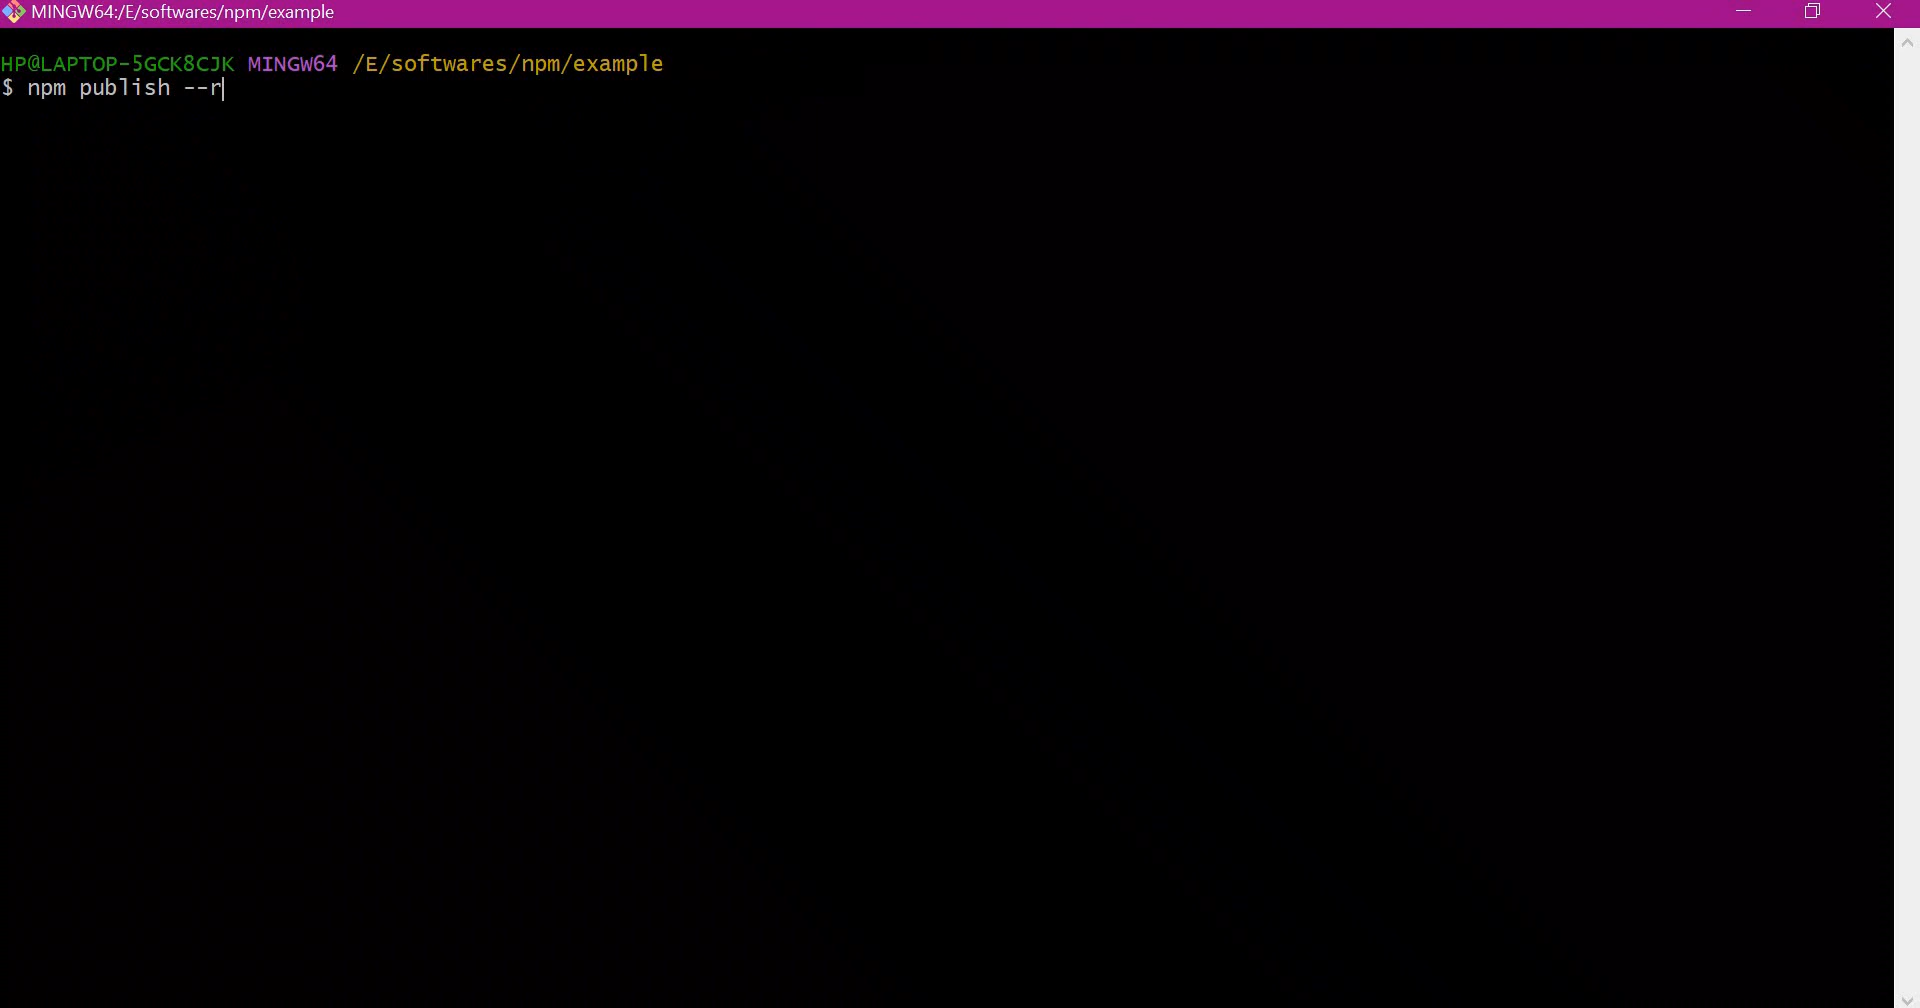 MINGW64:/E/softwares/npm/example
HP@LAPTOP-5GCK8CJK MINGW64 /E/softwares/npm/example
$ npm publish --r